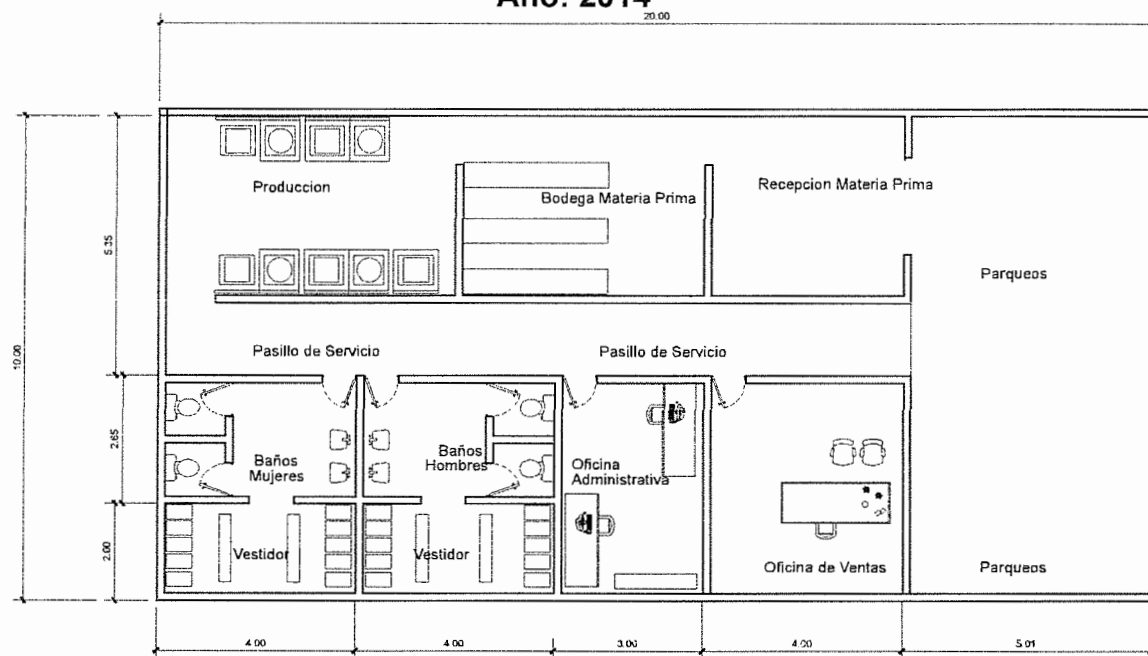 Año: 2014
20.00
Produccion
Bodega Materia Prima
Recepcion Materia Prima
5.35
Parqueos
10.00
Pasillo de Servicio
Pasillo de Servicio
2.65
Baños
Mujeres
Baños
Hombres
Oficina
Administrativa
2.00
Vestidor
Vestidor
Oficina de Ventas
Parqueos
4.00
4.00
3.00
4.00
5.01